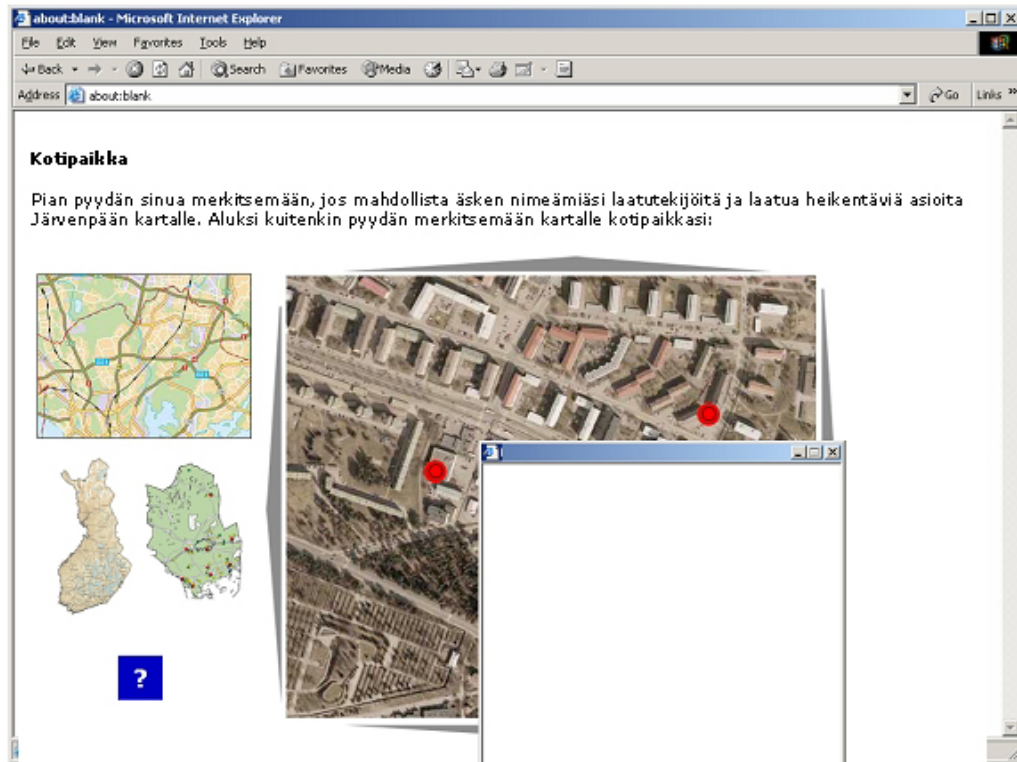 about:blank - Microsoft Internet Explorer
File Edit View Favorites Tools Help
Back Search Favorites Media
Address about:blank Go Links »
Kotipaikka
Pian pyydän sinua merkitsemään, jos mahdollista äsken nimeämiäsi laatutekijöitä ja laatua heikentäviä asioita
Järvenpään kartalle. Aluksi kuitenkin pyydän merkitsemään kartalle kotipaikkasi:
?